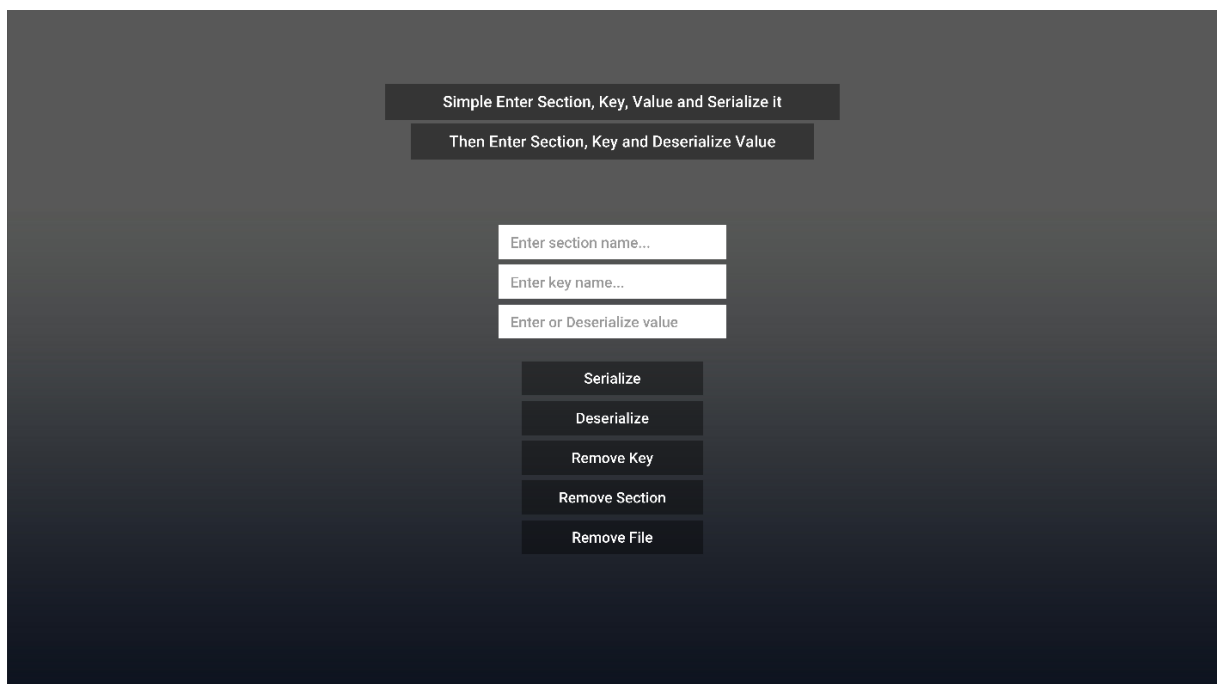 Simple Enter Section, Key, Value and Serialize it
Then Enter Section, Key and Deserialize Value
Enter section name...
Enter key name...
Enter or Deserialize value
Serialize
Deserialize
Remove Key
Remove Section
Remove File